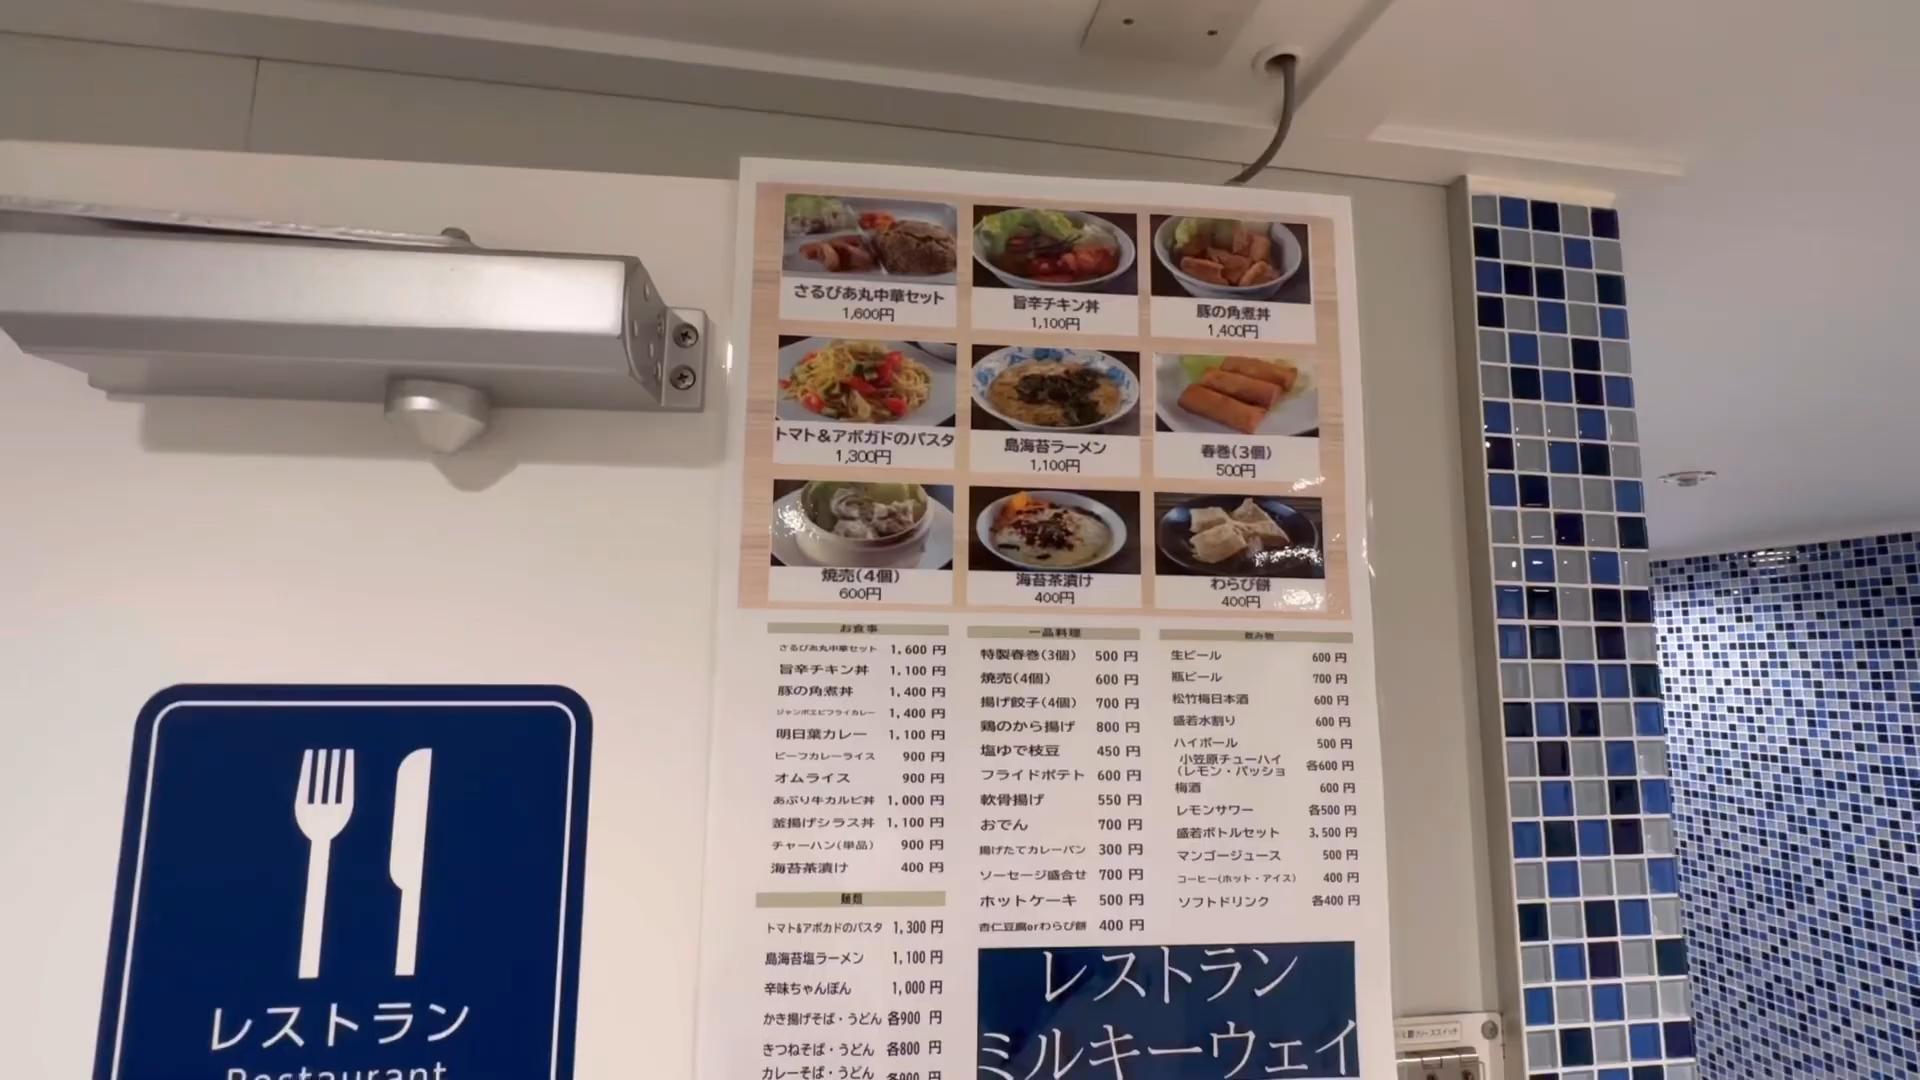 さるびあ丸中華セット
1,600円
旨辛チキン丼
1,100円
豚の角煮丼
1,400円
トマト&アボガドのパスタ
1,300円
島海苔ラーメン
1,100円
春巻(3個)
500円
焼売(4個)
600円
海苔茶漬け
400円
わらび餅
400円
お食事
さるびあ丸中華セット 1,600 円
旨辛チキン丼 1,100 円
豚の角煮丼 1,400 円
ジャンボエビフライカレー 1,400 円
明日葉カレー 1,100 円
ビーフカレーライス 900 円
オムライス 900 円
あぶり牛カルビ丼 1,000 円
釜揚げシラス丼 1,100 円
チャーハン(単品) 900 円
海苔茶漬け 400 円
麺類
トマト&アボカドのパスタ 1,300 円
島海苔塩ラーメン 1,100 円
辛味ちゃんぽん 1,000 円
かき揚げそば・うどん 各900 円
きつねそば・うどん 各800 円
カレーそば・うどん 各900 円
一品料理
特製春巻(3個) 500 円
焼売(4個) 600 円
揚げ餃子(4個) 700 円
鶏のから揚げ 800 円
塩ゆで枝豆 450 円
フライドポテト 600 円
軟骨揚げ 550 円
おでん 700 円
揚げたてカレーパン 300 円
ソーセージ盛合せ 700 円
ホットケーキ 500 円
杏仁豆腐orわらび餅 400 円
飲み物
生ビール 600 円
瓶ビール 700 円
松竹梅日本酒 600 円
盛若水割り 600 円
ハイボール 500 円
小笠原チューハイ
(レモン・パッショ 各600 円
梅酒 600 円
レモンサワー 各500 円
盛若ボトルセット 3,500 円
マンゴージュース 500 円
コーヒー(ホット・アイス) 400 円
ソフトドリンク 各400 円
レストラン
ミルキーウェイ
レストラン
Restaurant